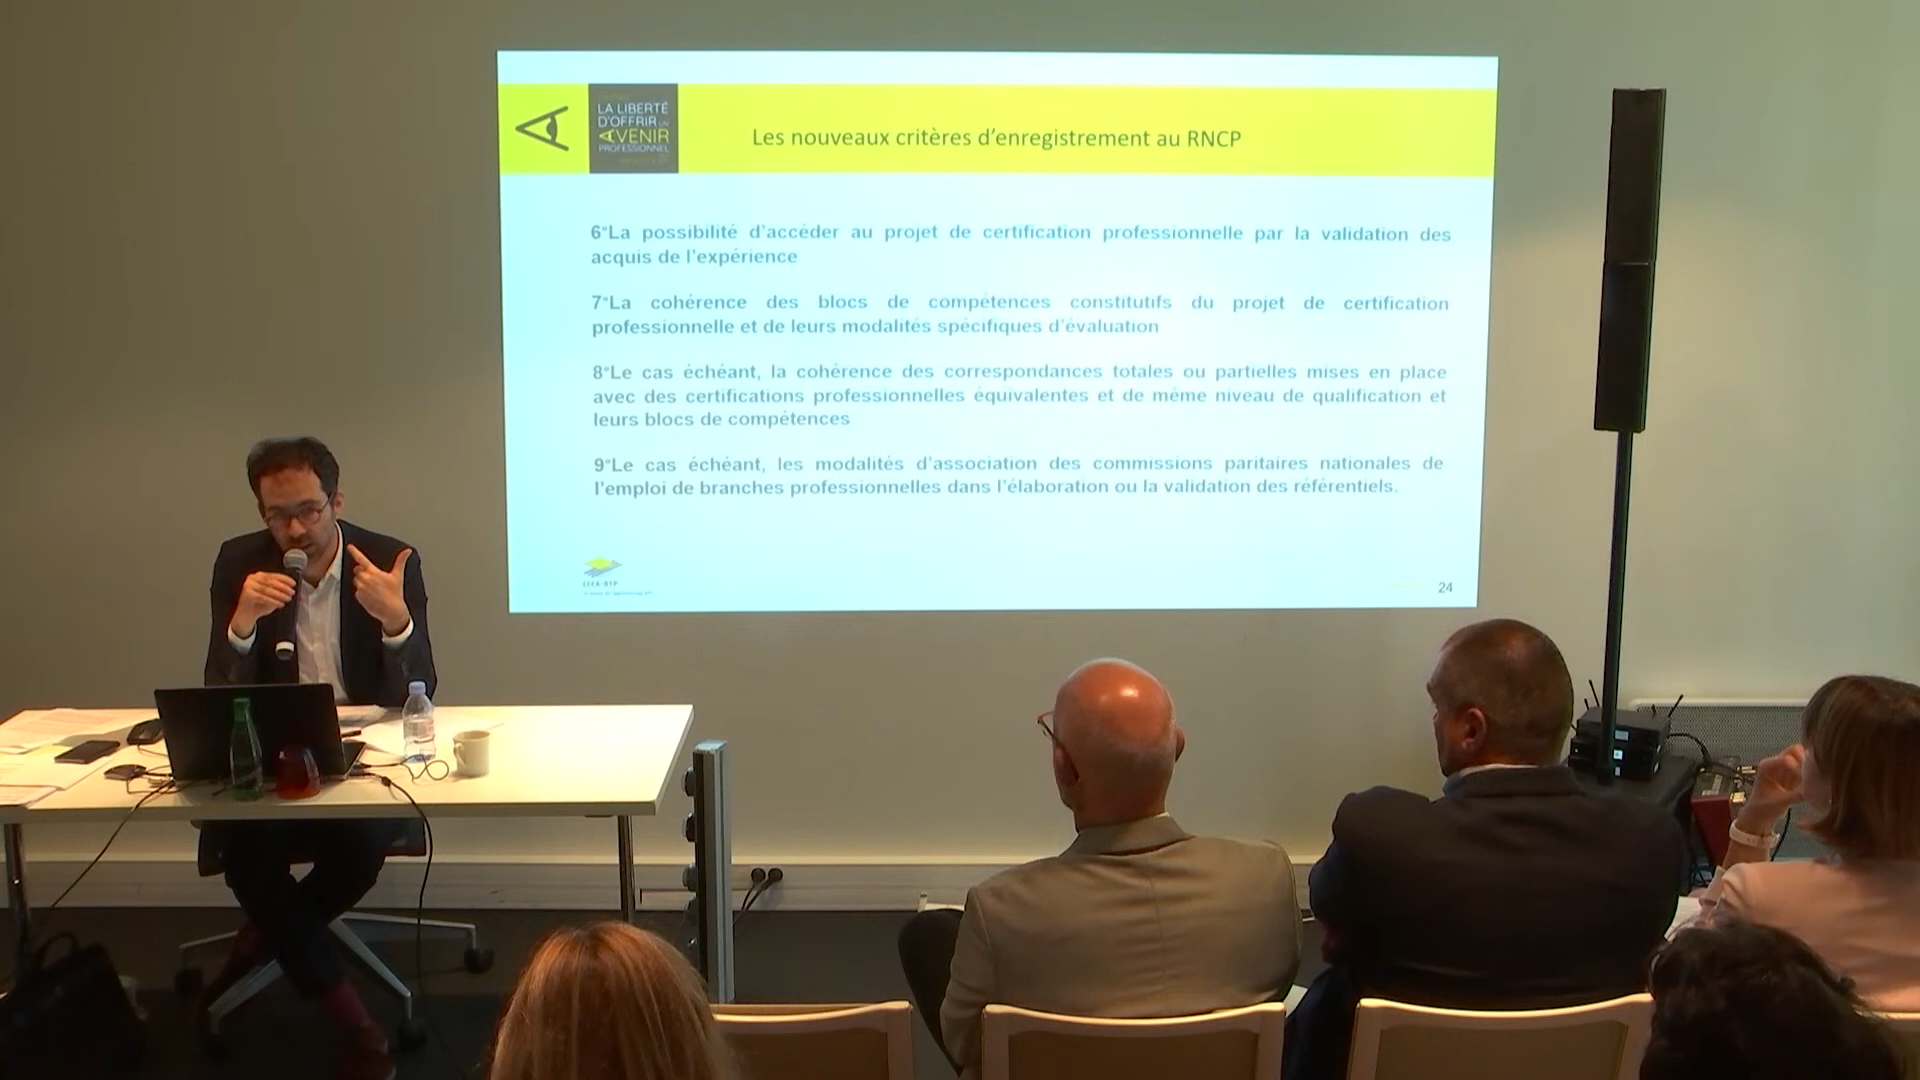 LA LIBERTÉ
D'OFFRIR UN
AVENIR
PROFESSIONNEL
Les nouveaux critères d'enregistrement au RNCP
6°La possibilité d'accéder au projet de certification professionnelle par la validation des
acquis de l'expérience
7°La cohérence des blocs de compétences constitutifs du projet de certification
professionnelle et de leurs modalités spécifiques d'évaluation
8°Le cas échéant, la cohérence des correspondances totales ou partielles mises en place
avec des certifications professionnelles équivalentes et de même niveau de qualification et
leurs blocs de compétences
9°Le cas échéant, les modalités d'association des commissions paritaires nationales de
l'emploi de branches professionnelles dans l'élaboration ou la validation des référentiels.
CCCA-BTP
24